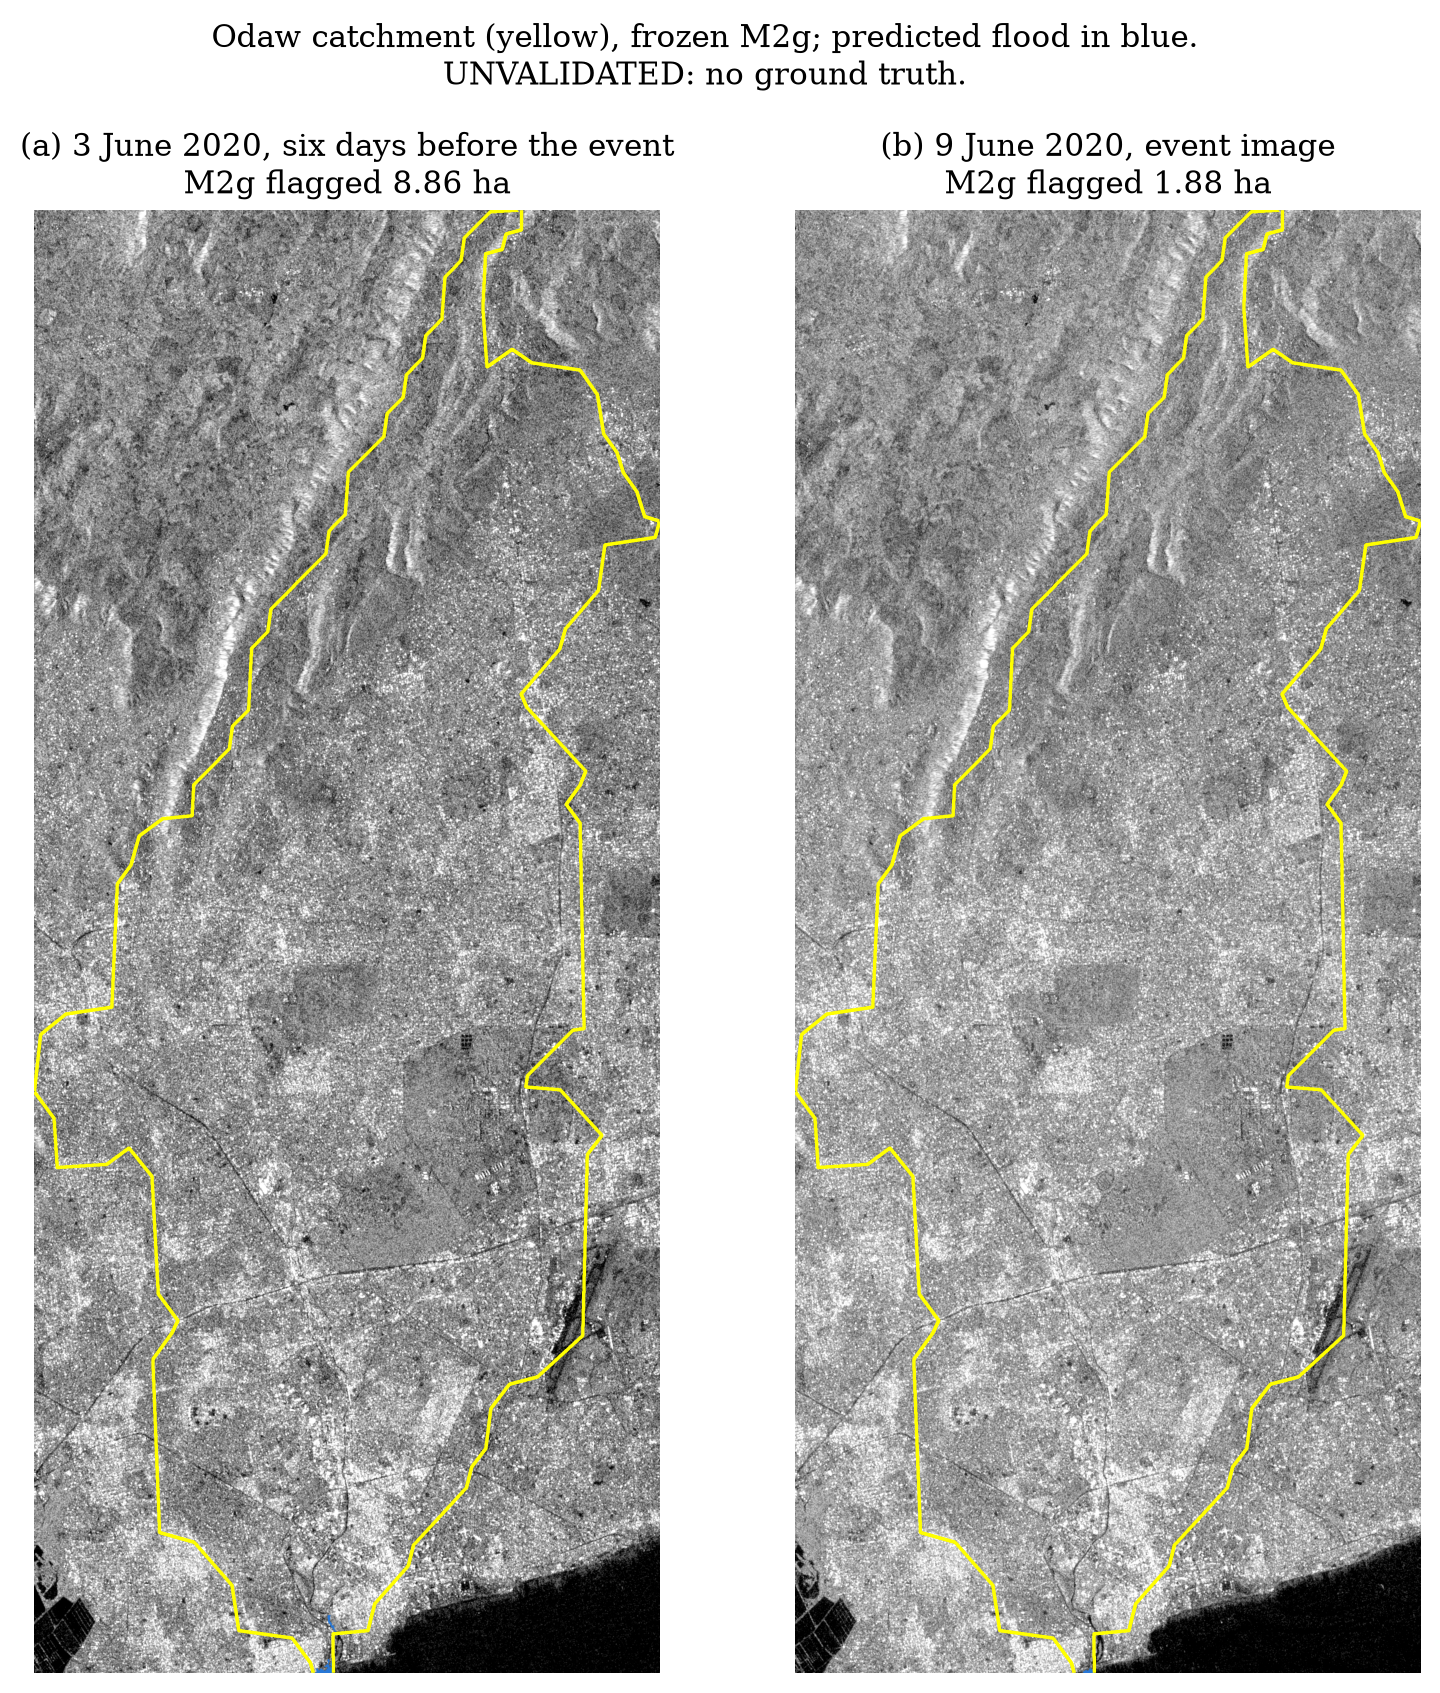 Odaw catchment (yellow), frozen M2g; predicted flood in blue.
UNVALIDATED: no ground truth.
(a) 3 June 2020, six days before the event
M2g flagged 8.86 ha
(b) 9 June 2020, event image
M2g flagged 1.88 ha